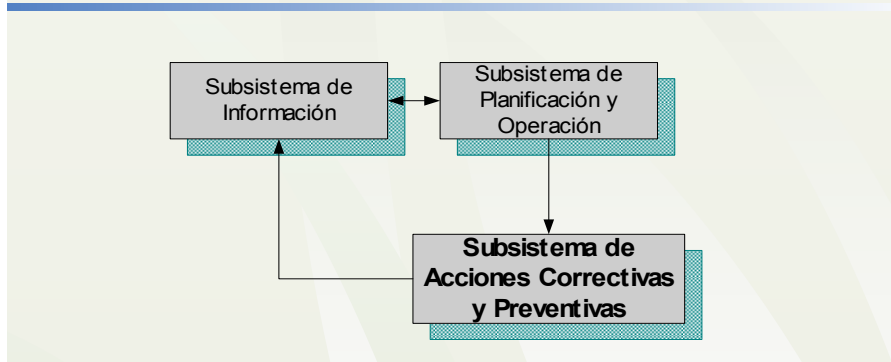 Subsistema de
Información
Subsistema de
Planificación y
Operación
Subsistema de
Acciones Correctivas
y Preventivas